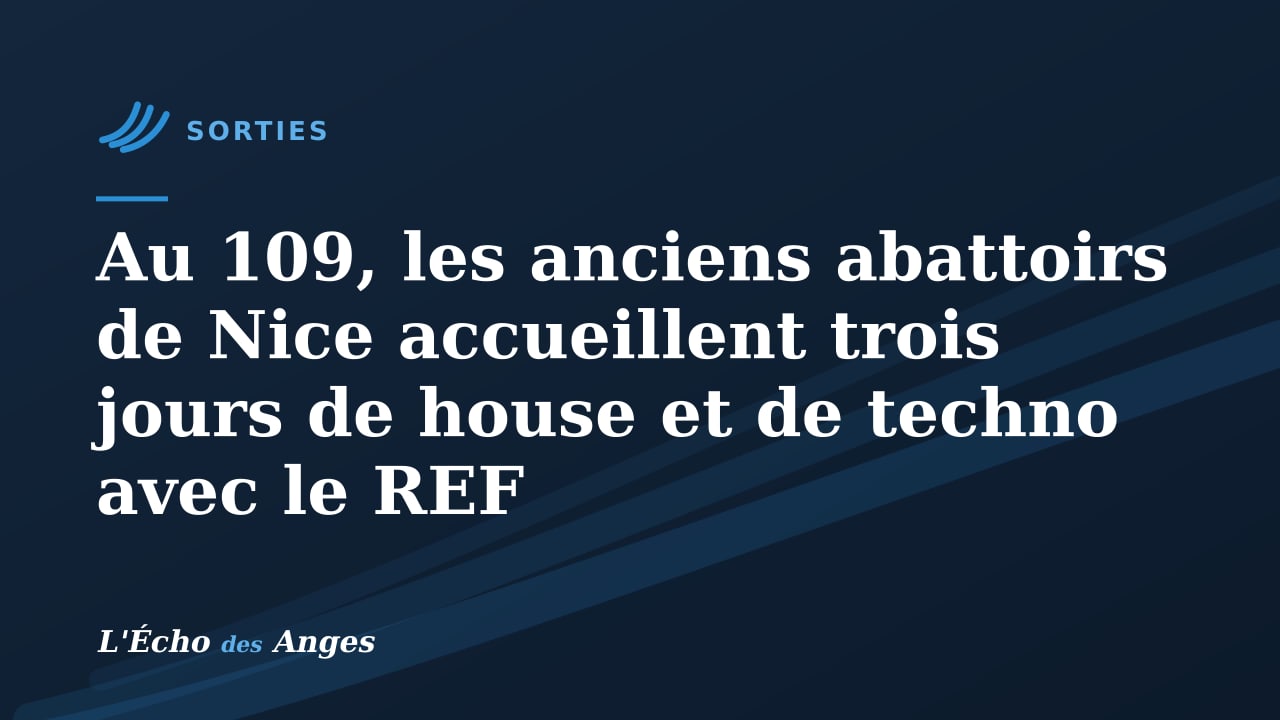 SORTIES
Au 109, les anciens abattoirs
de Nice accueillent trois
jours de house et de techno
avec le REF
L'Écho des Anges